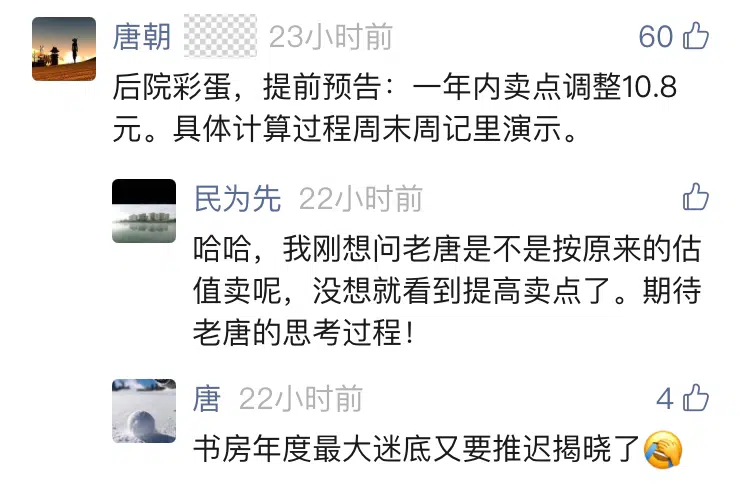 唐朝 23小时前 60
后院彩蛋，提前预告：一年内卖点调整10.8
元。具体计算过程周末周记里演示。
民为先 22小时前
哈哈，我刚想问老唐是不是按原来的估
值卖呢，没想就看到提高卖点了。期待
老唐的思考过程！
唐 22小时前 4
书房年度最大迷底又要推迟揭晓了